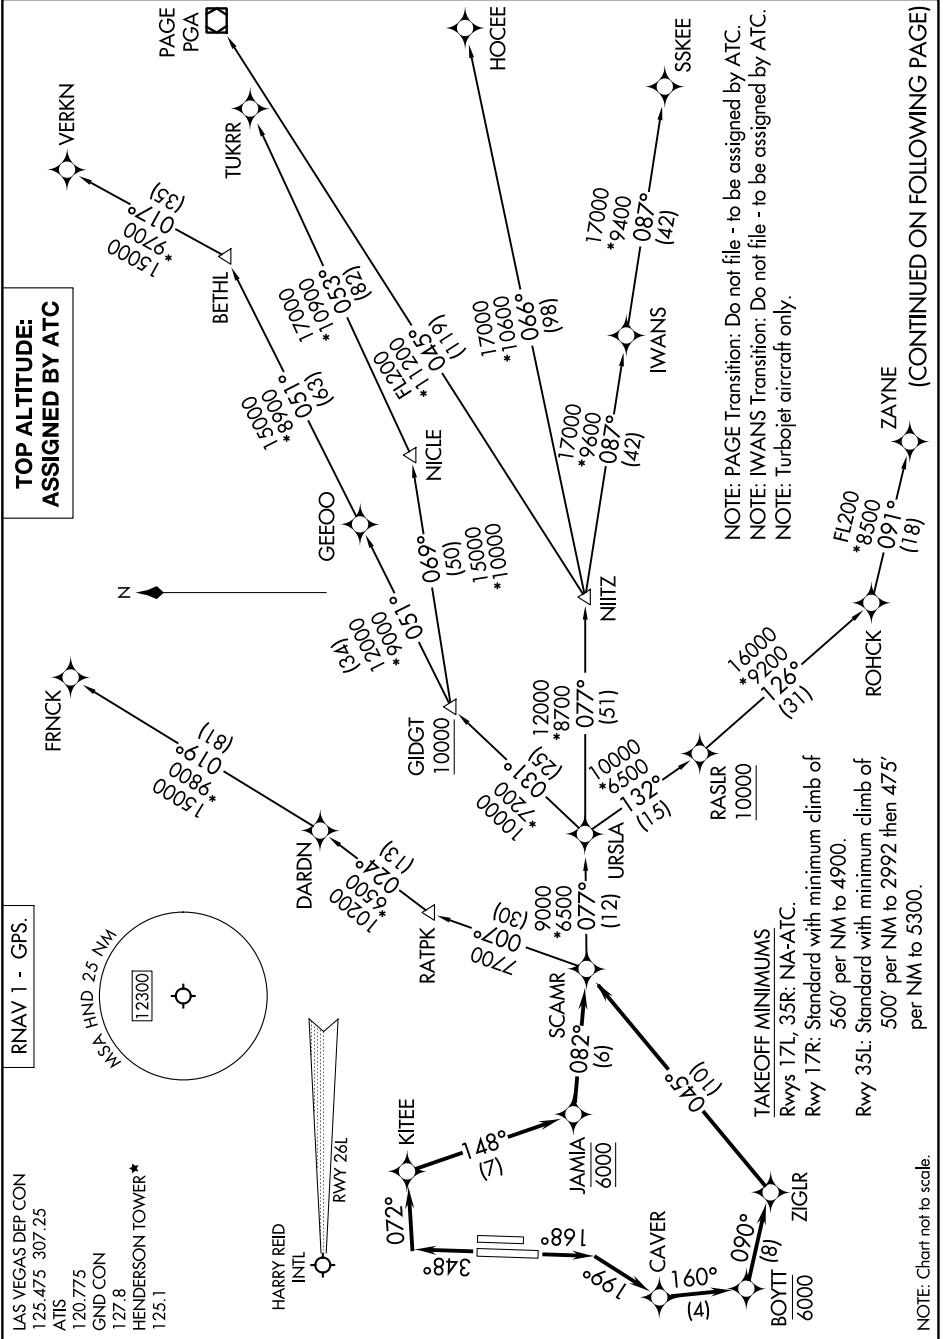 RNAV 1 - GPS.
TOP ALTITUDE:
ASSIGNED BY ATC
LAS VEGAS DEP CON
125.475 307.25
ATIS
120.775
GND CON
127.8
HENDERSON TOWER★
125.1
MSA HND 25 NM
12300
HARRY REID
INTL
RWY 26L
N
FRNCK
15000
*9800
019°
(81)
DARDN
10200
*6500
024°
(13)
RATPK
7700
007°
(30)
SCAMR
9000
*6500
077°
(12)
URSLA
KITEE
072°
348°
148°
(7)
JAMIA
6000
082°
(6)
168°
199°
CAVER
160°
(4)
BOYTT
6000
090°
(8)
ZIGLR
045°
(10)
10000
*7200
031°
(25)
GIDGT
10000
12000
*9000
051°
(34)
GEEOO
15000
*8900
051°
(63)
BETHL
15000
*9700
017°
(35)
VERKN
069°
(50)
15000
*10000
NICLE
17000
*10900
053°
(82)
TUKRR
12000
*8700
077°
(51)
NIITZ
FL200
*11200
045°
(119)
PAGE
PGA
17000
*10600
066°
(98)
HOCEE
17000
*9600
087°
(42)
IWANS
17000
*9400
087°
(42)
SSKEE
10000
*6500
132°
(15)
RASLR
10000
16000
*9200
126°
(31)
ROHCK
FL200
*8500
091°
(18)
ZAYNE
NOTE: PAGE Transition: Do not file - to be assigned by ATC.
NOTE: IWANS Transition: Do not file - to be assigned by ATC.
NOTE: Turbojet aircraft only.
TAKEOFF MINIMUMS
Rwys 17L, 35R: NA-ATC.
Rwy 17R: Standard with minimum climb of
560' per NM to 4900.
Rwy 35L: Standard with minimum climb of
500' per NM to 2992 then 475'
per NM to 5300.
NOTE: Chart not to scale.
(CONTINUED ON FOLLOWING PAGE)